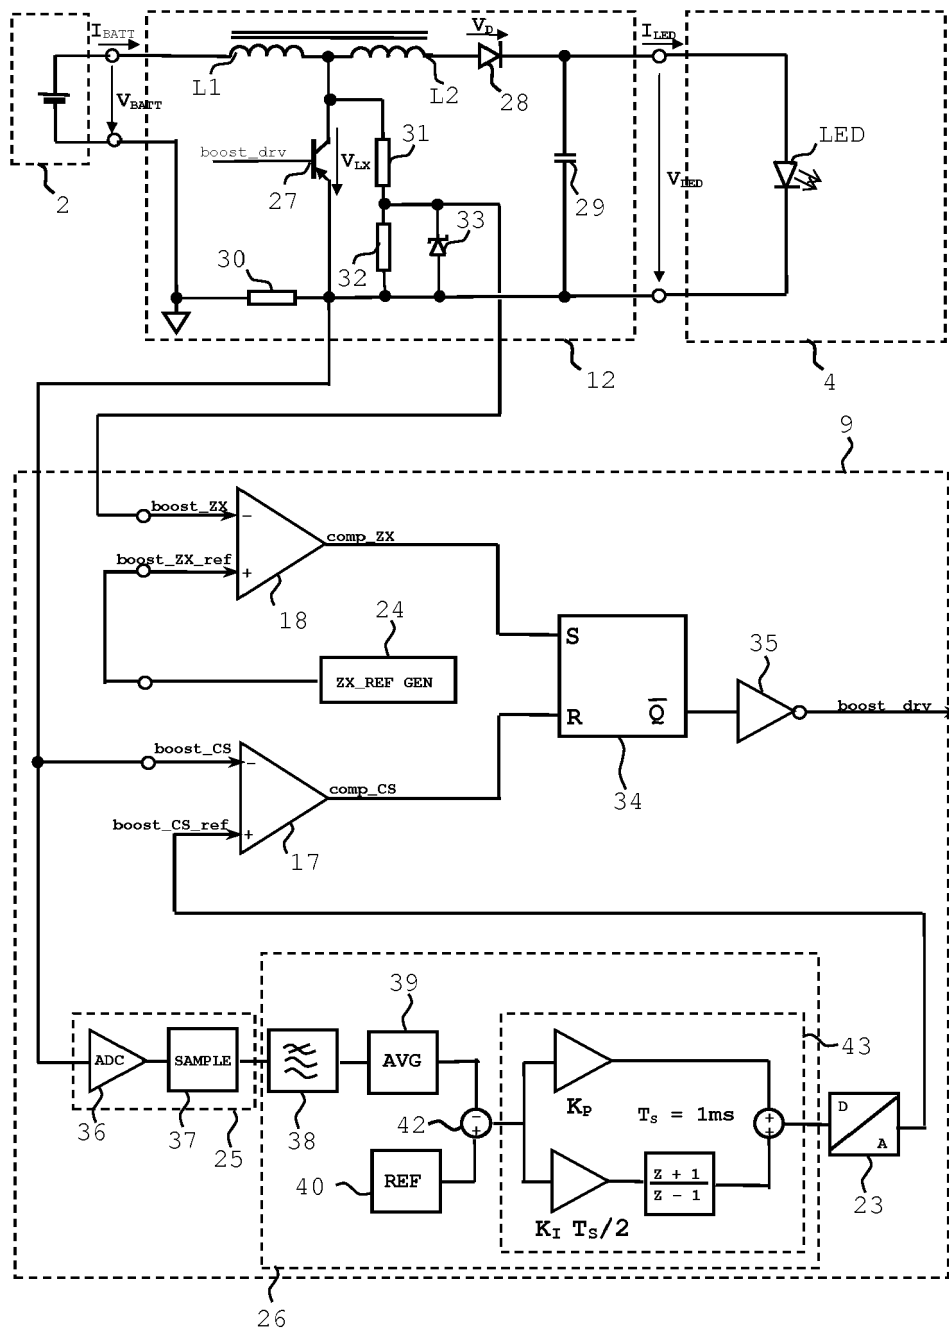 I_BATT
V_D
I_LED
L1
L2
28
V_BATT
31
LED
boost_drv
V_LX
27
V_LED
2
29
33
30
32
12
4
9
boost_ZX
−
comp_ZX
boost_ZX_ref
+
18
24
S
35
ZX_REF GEN
R
Q
boost_drv
boost_CS
−
comp_CS
34
boost_CS_ref
+
17
39
ADC
SAMPLE
AVG
43
K_P
T_S = 1ms
D
A
36
37
25
38
42
−
+
+
+
40
REF
Z + 1
Z − 1
23
K_I T_S/2
26